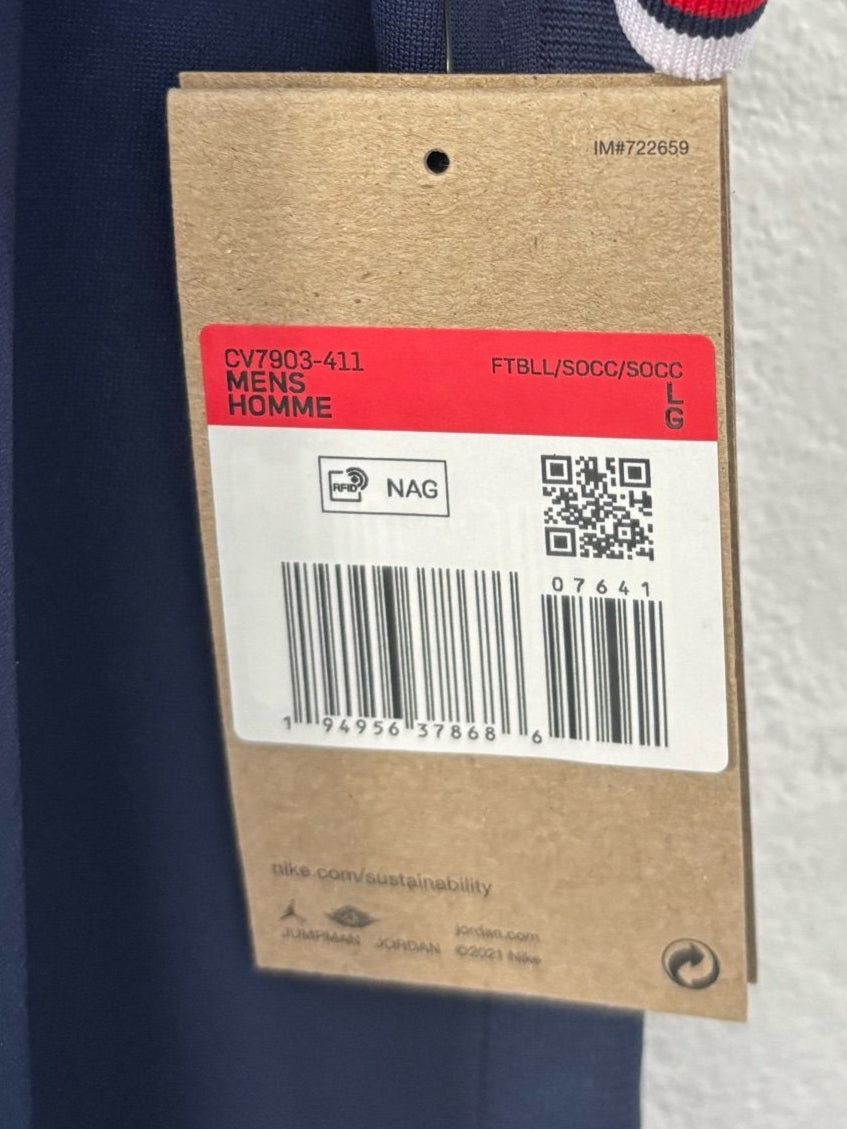 IM#722659
CV7903-411 FTBLL/SOCC/SOCC
MENS L
HOMME G
RFID NAG
07641
1 94956 37868 6
nike.com/sustainability
JUMPMAN JORDAN
jordan.com
©2021 Nike